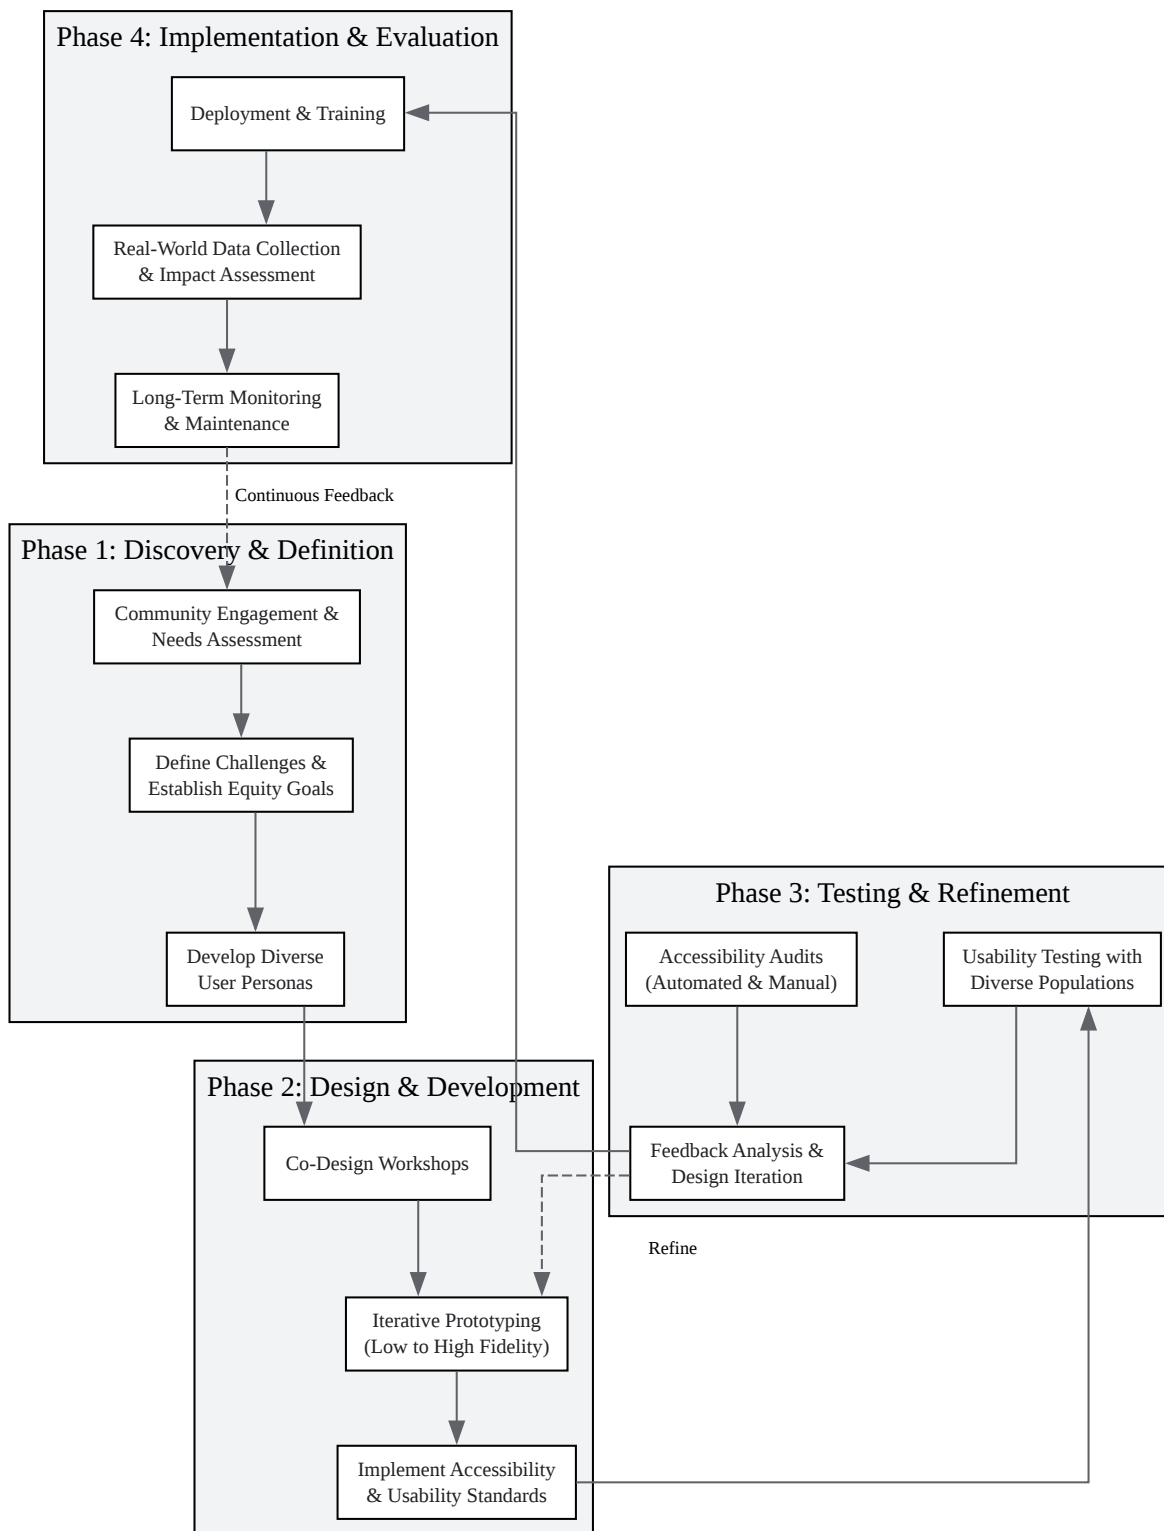 Phase 4: Implementation & Evaluation
Deployment & Training
Real-World Data Collection
& Impact Assessment
Long-Term Monitoring
& Maintenance
Continuous Feedback
Phase 1: Discovery & Definition
Community Engagement &
Needs Assessment
Define Challenges &
Establish Equity Goals
Develop Diverse
User Personas
Phase 3: Testing & Refinement
Accessibility Audits
(Automated & Manual)
Usability Testing with
Diverse Populations
Feedback Analysis &
Design Iteration
Refine
Phase 2: Design & Development
Co-Design Workshops
Iterative Prototyping
(Low to High Fidelity)
Implement Accessibility
& Usability Standards